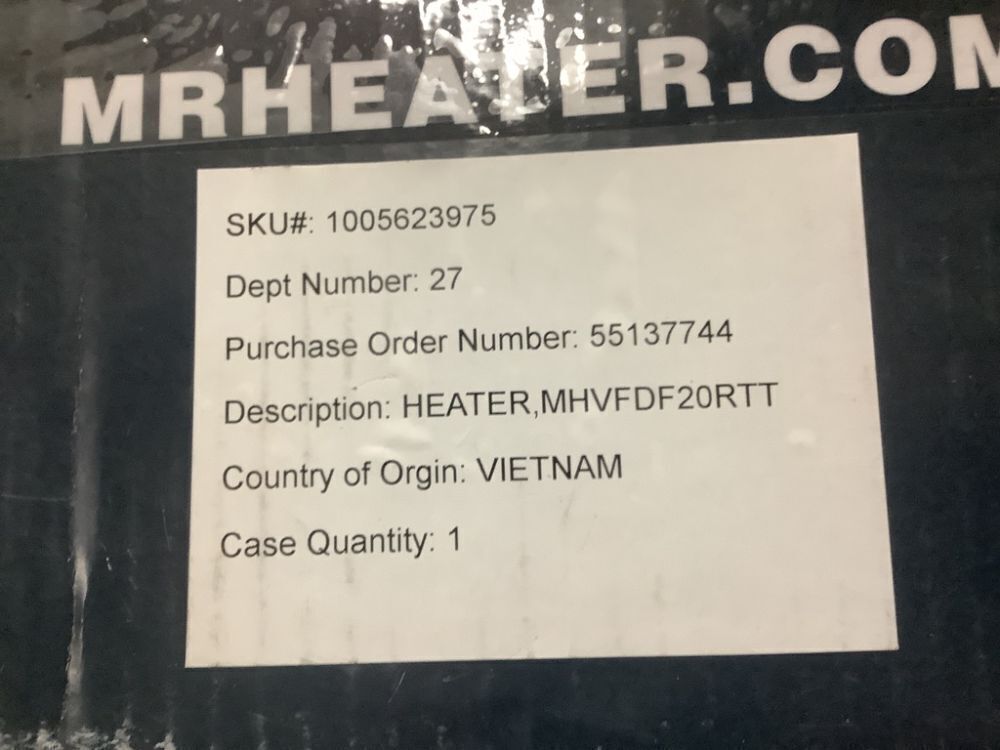 MRHEATER.COM
SKU#: 1005623975
Dept Number: 27
Purchase Order Number: 55137744
Description: HEATER,MHVFDF20RTT
Country of Orgin: VIETNAM
Case Quantity: 1